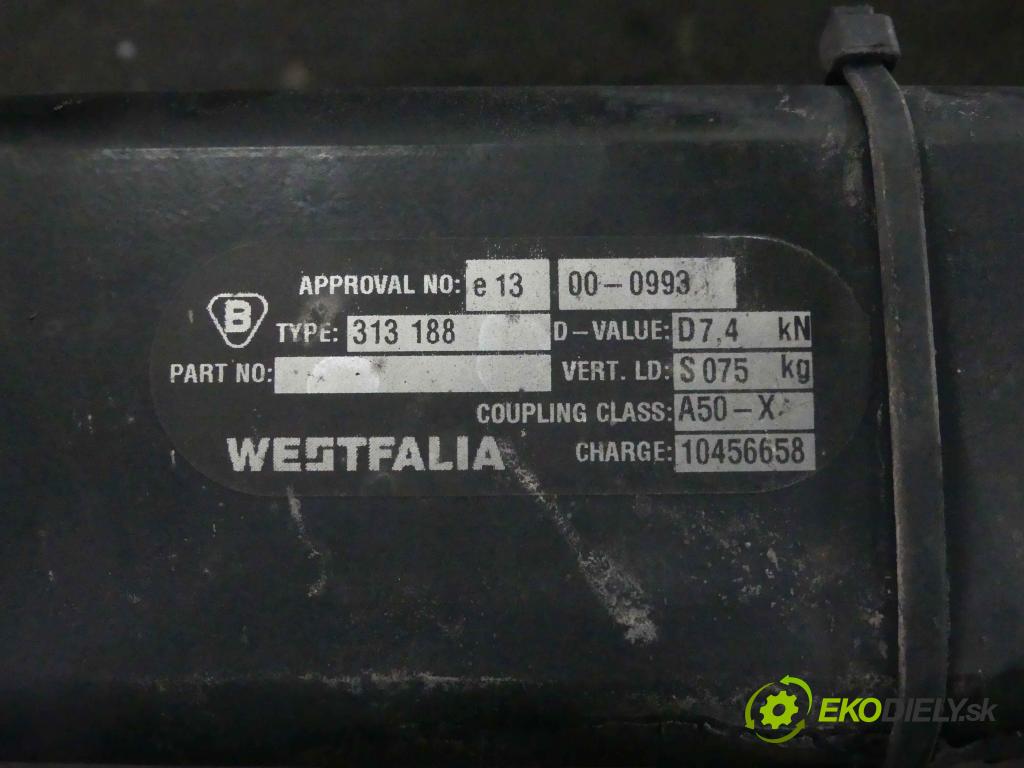 APPROVAL NO: e 13 00-0993
B
TYPE: 313 188 D-VALUE: D7,4 kN
PART NO: VERT. LD: S 075 kg
COUPLING CLASS: A50-X
WESTFALIA CHARGE: 10456658
EKODIELY.sk